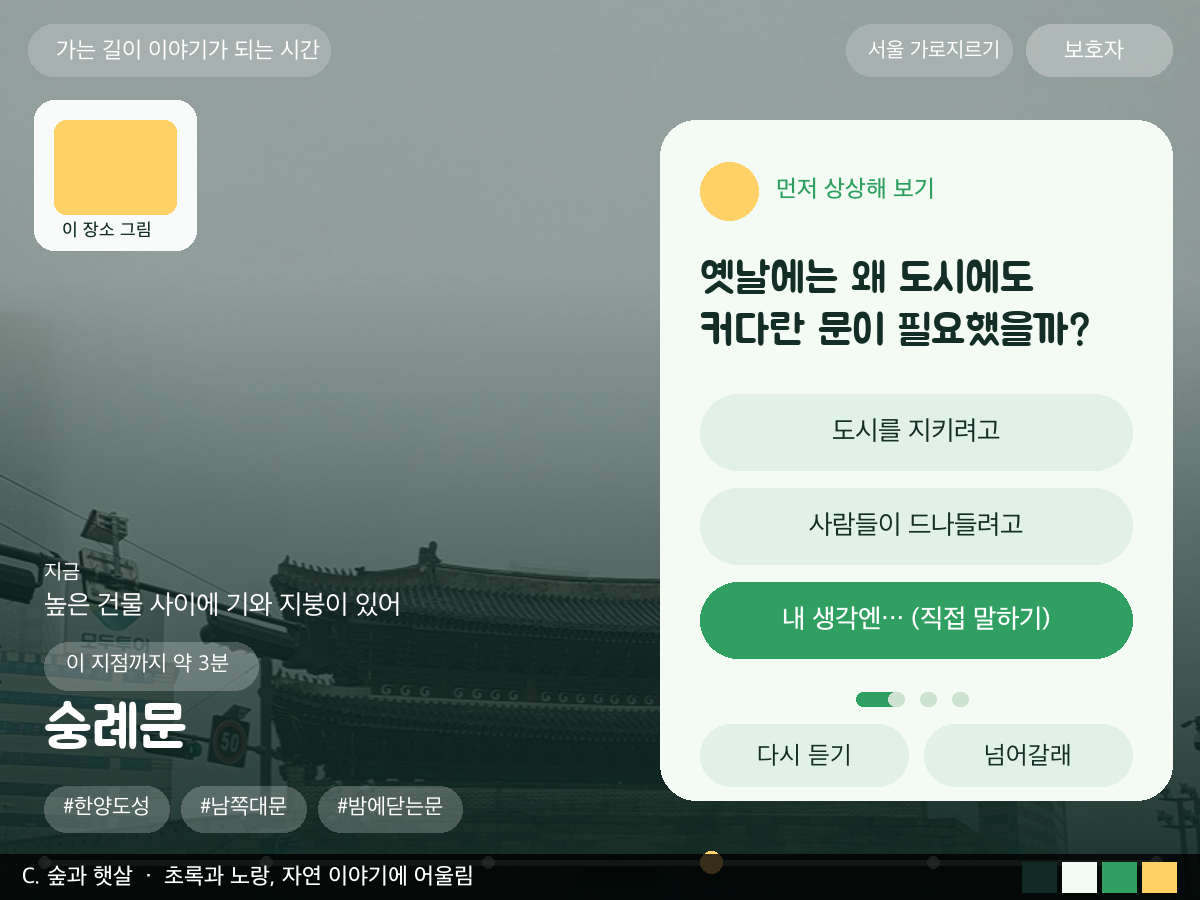 가는 길이 이야기가 되는 시간
서울 가로지르기
보호자
이 장소 그림
먼저 상상해 보기
옛날에는 왜 도시에도
커다란 문이 필요했을까?
도시를 지키려고
사람들이 드나들려고
내 생각엔… (직접 말하기)
다시 듣기
넘어갈래
지금
높은 건물 사이에 기와 지붕이 있어
모두투어
이 지점까지 약 3분
숭례문
50
#한양도성
#남쪽대문
#밤에닫는문
C. 숲과 햇살 · 초록과 노랑, 자연 이야기에 어울림